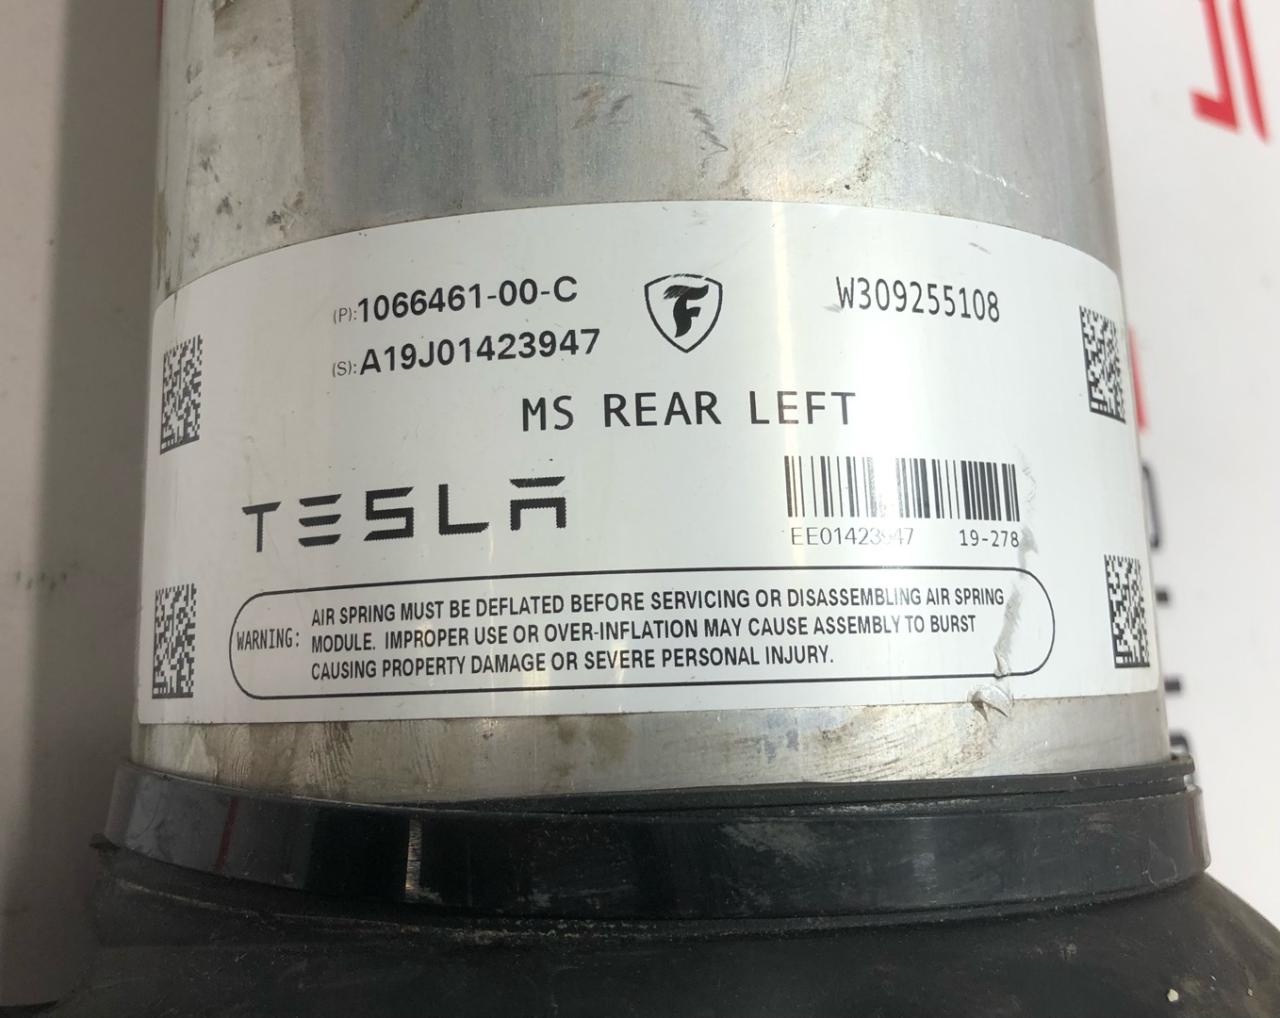 (P): 1066461-00-C
(S): A19J01423947
F
W309255108
MS REAR LEFT
TESLA
EE01423947 19-278
WARNING: AIR SPRING MUST BE DEFLATED BEFORE SERVICING OR DISASSEMBLING AIR SPRING
MODULE. IMPROPER USE OR OVER-INFLATION MAY CAUSE ASSEMBLY TO BURST
CAUSING PROPERTY DAMAGE OR SEVERE PERSONAL INJURY.